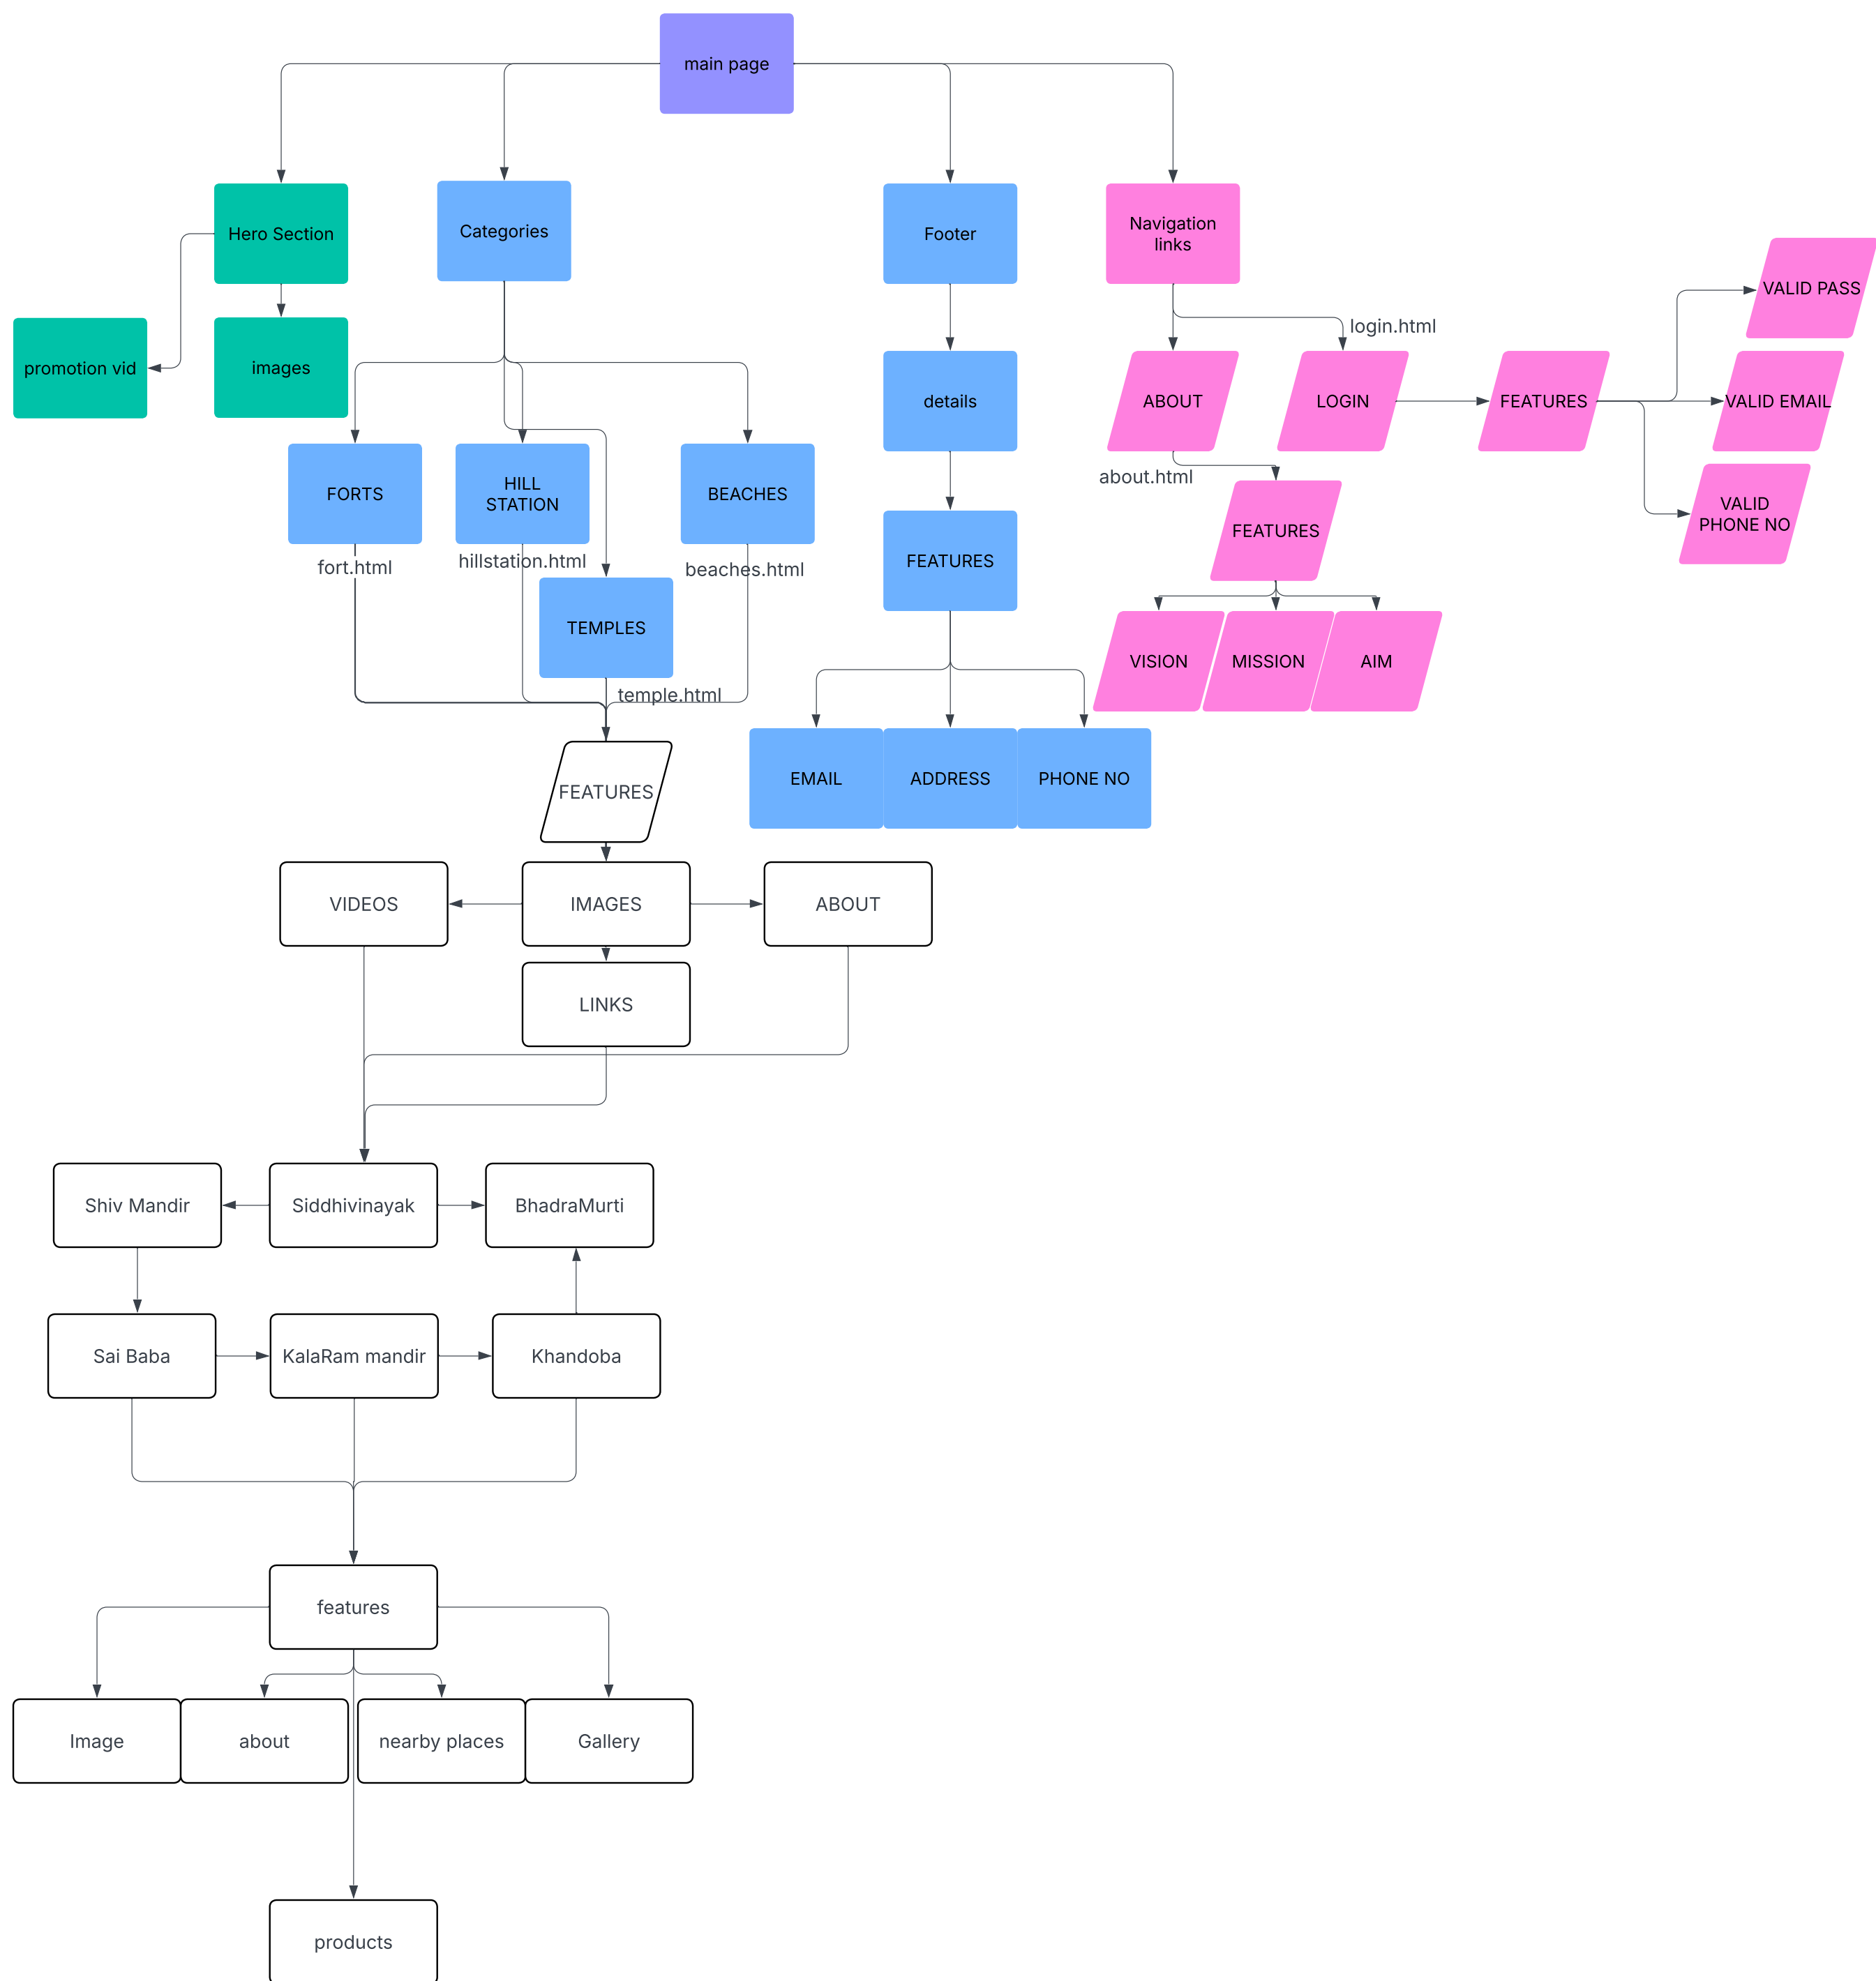 main page
Hero Section
Categories
Footer
Navigation
links
VALID PASS
login.html
promotion vid
images
details
ABOUT
LOGIN
FEATURES
VALID EMAIL
about.html
FORTS
HILL
STATION
BEACHES
VALID
PHONE NO
FEATURES
fort.html
hillstation.html
beaches.html
FEATURES
TEMPLES
VISION
MISSION
AIM
temple.html
EMAIL
ADDRESS
PHONE NO
FEATURES
VIDEOS
IMAGES
ABOUT
LINKS
Shiv Mandir
Siddhivinayak
BhadraMurti
Sai Baba
KalaRam mandir
Khandoba
features
Image
about
nearby places
Gallery
products